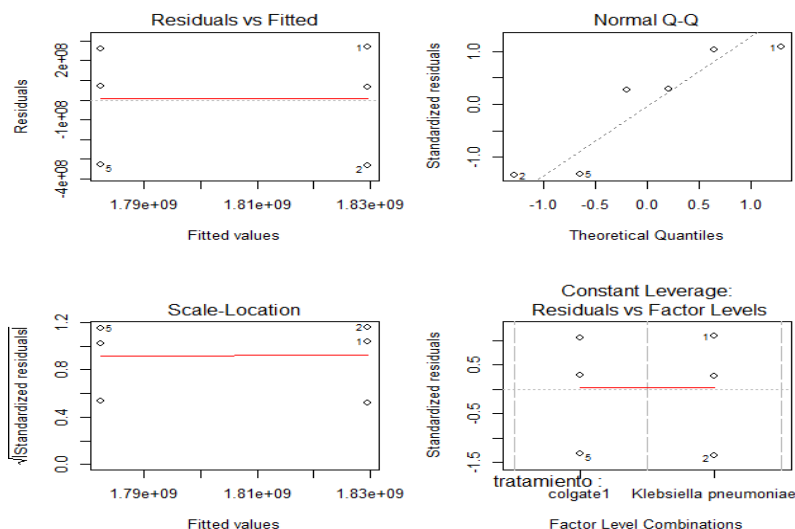 Residuals vs Fitted
Residuals
2e+08
-1e+08
-4e+08
1
5
2
1.79e+09
1.81e+09
1.83e+09
Fitted values
Normal Q-Q
Standardized residuals
1.0
0.0
-1.0
1
2
5
-1.0
-0.5
0.0
0.5
1.0
Theoretical Quantiles
Scale-Location
√|Standardized residuals|
1.2
0.8
0.4
0.0
5
2
1
1.79e+09
1.81e+09
1.83e+09
Fitted values
Constant Leverage:
Residuals vs Factor Levels
Standardized residuals
0.5
-0.5
-1.5
1
5
2
tratamiento :
colgate1
Klebsiella pneumoniae
Factor Level Combinations